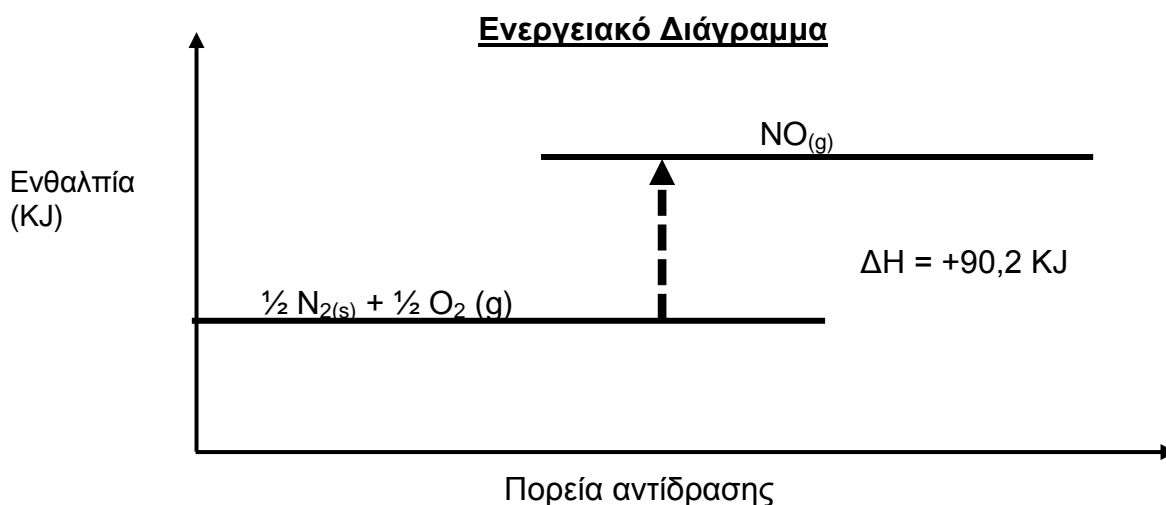 Ενεργειακό Διάγραμμα
NO(g)
Ενθαλπία
(KJ)
ΔH = +90,2 KJ
½ N2(s) + ½ O2 (g)
Πορεία αντίδρασης